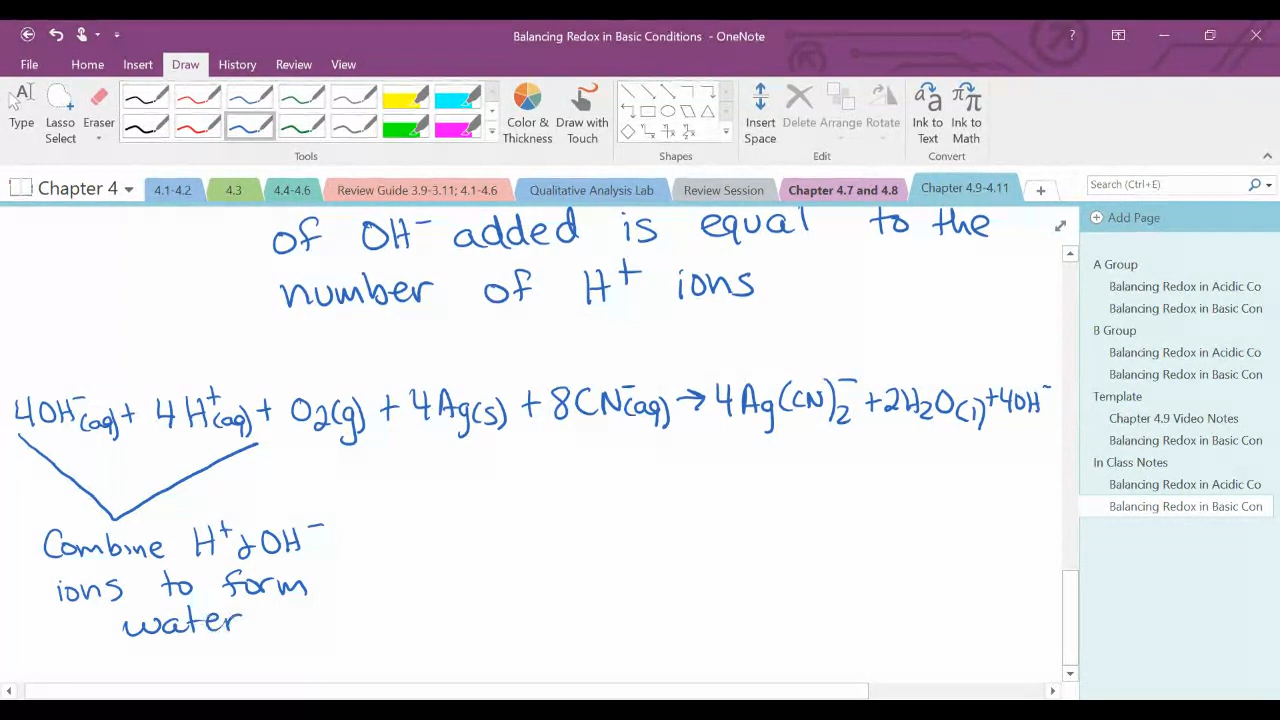 Balancing Redox in Basic Conditions - OneNote
?
File Home Insert Draw History Review View
Type
Lasso Select
Eraser
Color & Thickness
Draw with Touch
Insert Space
Delete
Arrange
Rotate
Ink to Text
Ink to Math
Tools
Shapes
Edit
Convert
Chapter 4
4.1-4.2
4.3
4.4-4.6
Review Guide 3.9-3.11; 4.1-4.6
Qualitative Analysis Lab
Review Session
Chapter 4.7 and 4.8
Chapter 4.9-4.11
Search (Ctrl+E)
Add Page
A Group
Balancing Redox in Acidic Co
Balancing Redox in Basic Con
B Group
Balancing Redox in Acidic Co
Balancing Redox in Basic Con
Template
Chapter 4.9 Video Notes
Balancing Redox in Basic Con
In Class Notes
Balancing Redox in Acidic Co
Balancing Redox in Basic Con
of OH⁻ added is equal to the
number of H⁺ ions
4OH⁻(aq) + 4H⁺(aq) + O₂(g) + 4Ag(s) + 8CN⁻(aq) → 4Ag(CN)₂⁻ + 2H₂O(l) + 4OH⁻
Combine H⁺ & OH⁻
ions to form
water